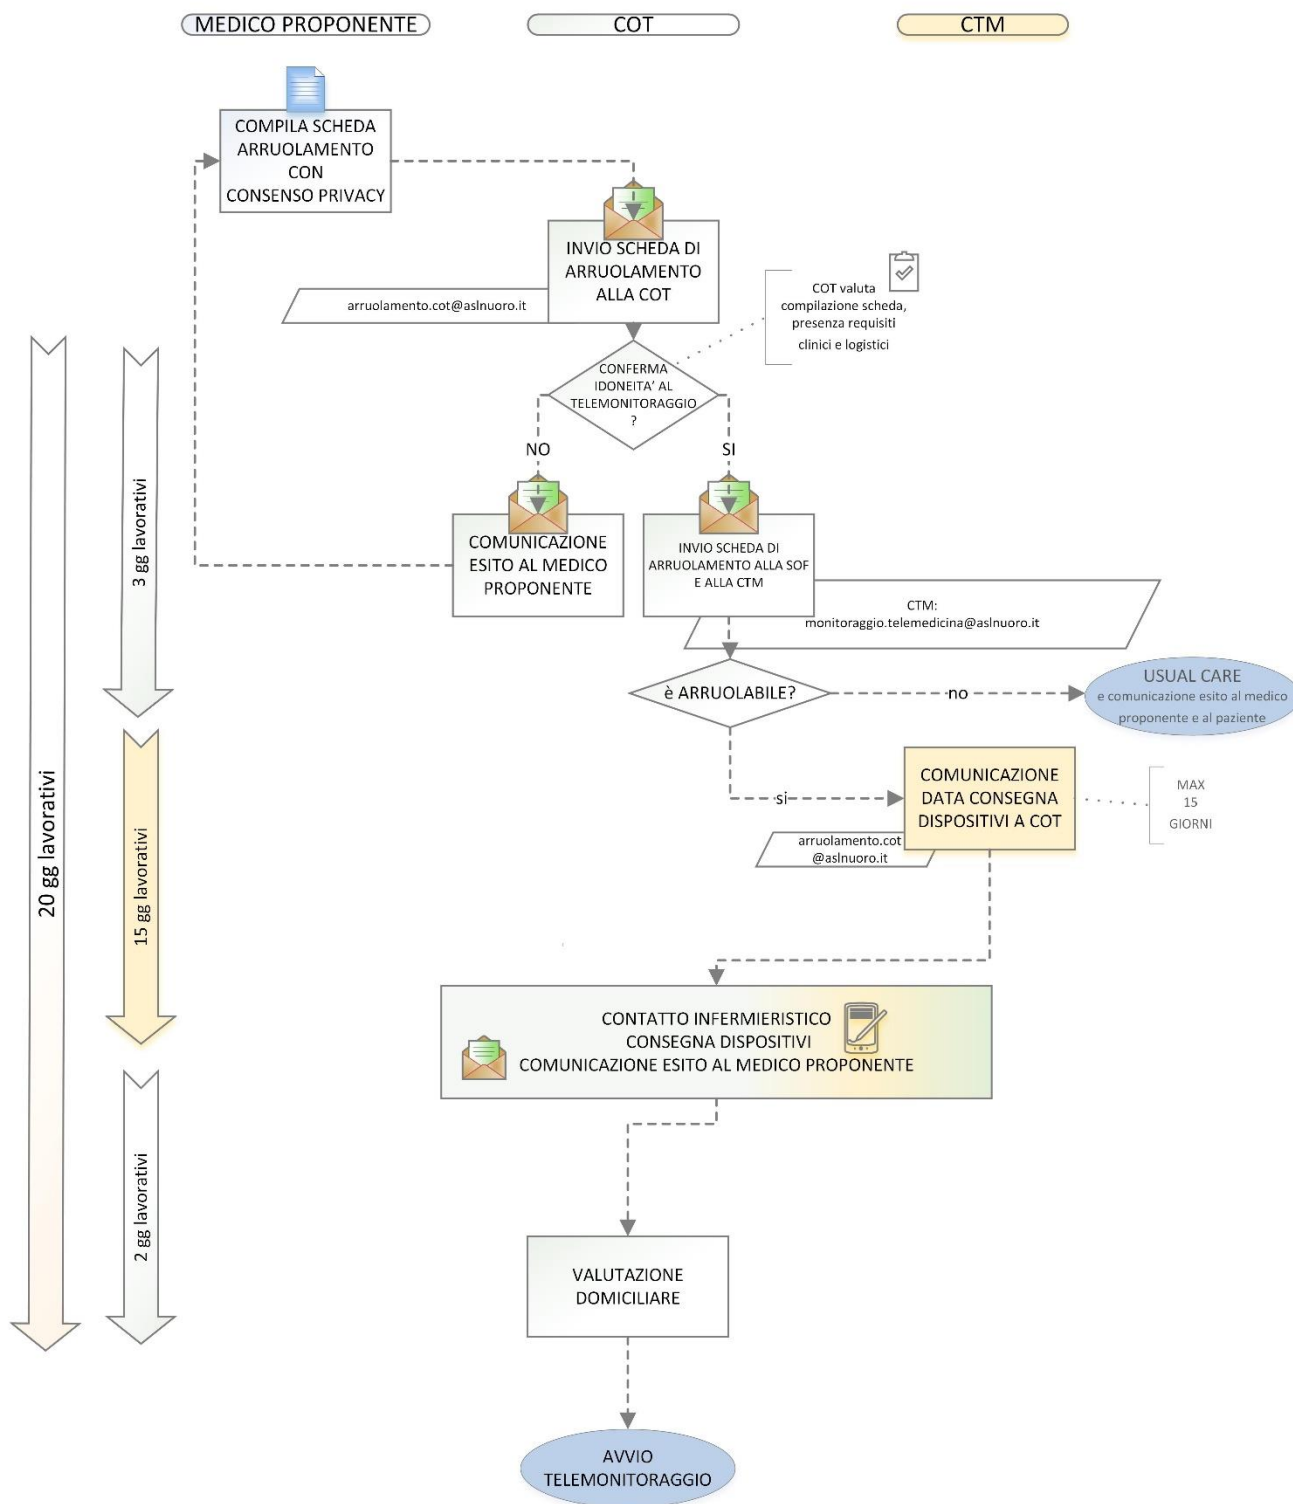 MEDICO PROPONENTE
COT
CTM
COMPILA SCHEDA
ARRUOLAMENTO
CON
CONSENSO PRIVACY
INVIO SCHEDA DI
ARRUOLAMENTO
ALLA COT
arruolamento.cot@aslnuoro.it
COT valuta
compilazione scheda,
presenza requisiti
clinici e logistici
CONFERMA
IDONEITA’ AL
TELEMONITORAGGIO
?
NO
SI
COMUNICAZIONE
ESITO AL MEDICO
PROPONENTE
INVIO SCHEDA DI
ARRUOLAMENTO ALLA SOF
E ALLA CTM
CTM:
monitoraggio.telemedicina@aslnuoro.it
è ARRUOLABILE?
no
USUAL CARE
e comunicazione esito al medico
proponente e al paziente
si
COMUNICAZIONE
DATA CONSEGNA
DISPOSITIVI A COT
MAX
15
GIORNI
arruolamento.cot
@aslnuoro.it
20 gg lavorativi
3 gg lavorativi
15 gg lavorativi
2 gg lavorativi
CONTATTO INFERMIERISTICO
CONSEGNA DISPOSITIVI
COMUNICAZIONE ESITO AL MEDICO PROPONENTE
VALUTAZIONE
DOMICILIARE
AVVIO
TELEMONITORAGGIO